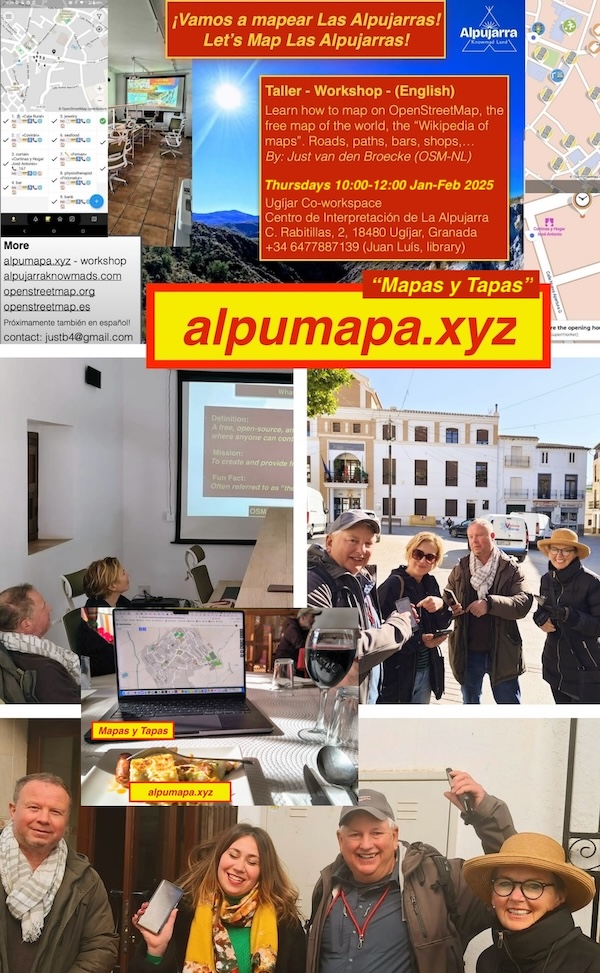 ¡Vamos a mapear Las Alpujarras!
Let's Map Las Alpujarras!
Alpujarra
Knowmad Land
Taller - Workshop - (English)
Learn how to map on OpenStreetMap, the
free map of the world, the “Wikipedia of
maps”. Roads, paths, bars, shops,...
By: Just van den Broecke (OSM-NL)
Thursdays 10:00-12:00 Jan-Feb 2025
Ugíjar Co-workspace
Centro de Interpretación de La Alpujarra
C. Rabitillas, 2, 18480 Ugíjar, Granada
+34 6477887139 (Juan Luís, library)
More
alpumapa.xyz - workshop
alpujarraknowmads.com
openstreetmap.org
openstreetmap.es
Próximamente también en español!
contact: justb4@gmail.com
“Mapas y Tapas”
alpumapa.xyz
Definition:
A free, open-source, an
where anyone can cont
Mission:
To create and provide f
Fun Fact:
Often referred to as "the
OSM
Mapas y Tapas
alpumapa.xyz